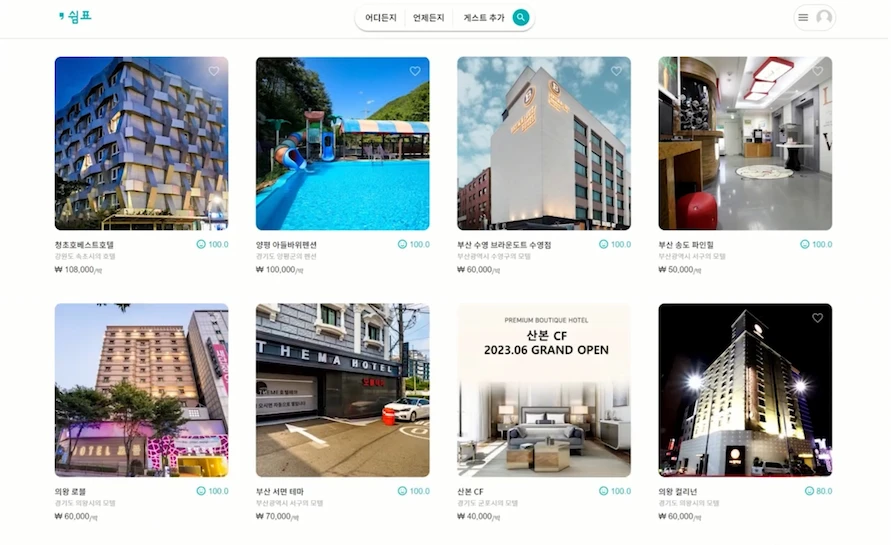 쉼표
어디든지 언제든지 게스트 추가
청초호베스트호텔 100.0
강원도 속초시의 호텔
₩ 108,000/박
양평 아들바위펜션 100.0
경기도 양평군의 펜션
₩ 100,000/박
부산 수영 브라운도트 수영점 100.0
부산광역시 수영구의 모텔
₩ 60,000/박
부산 송도 파인힐 100.0
부산광역시 서구의 모텔
₩ 50,000/박
THEMA HOTEL
PREMIUM BOUTIQUE HOTEL
산본 CF
2023.06 GRAND OPEN
의왕 로블 100.0
경기도 의왕시의 모텔
₩ 60,000/박
부산 서면 테마 100.0
부산광역시 서구의 모텔
₩ 70,000/박
산본 CF 100.0
경기도 군포시의 모텔
₩ 40,000/박
의왕 컬리넌 80.0
경기도 의왕시의 모텔
₩ 60,000/박